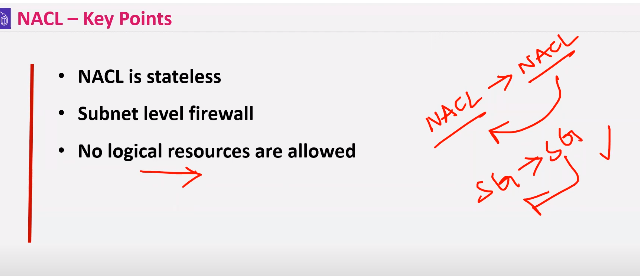 NACL – Key Points
• NACL is stateless
• Subnet level firewall
• No logical resources are allowed
NACL → NACL
SG → SG